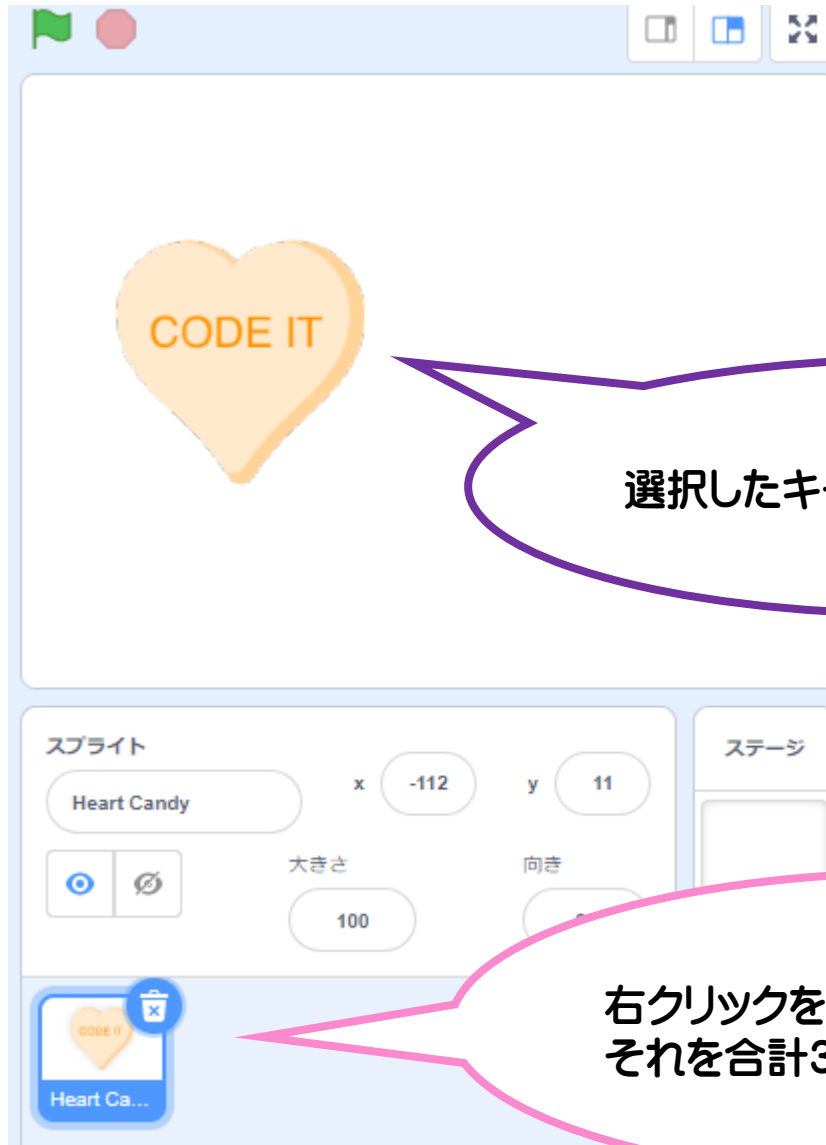 CODE IT
選択したキ
スプライト
Heart Candy
x -112 y 11
ステージ
大きさ 向き
100
右クリックを
それを合計3
CODE IT
Heart Ca...